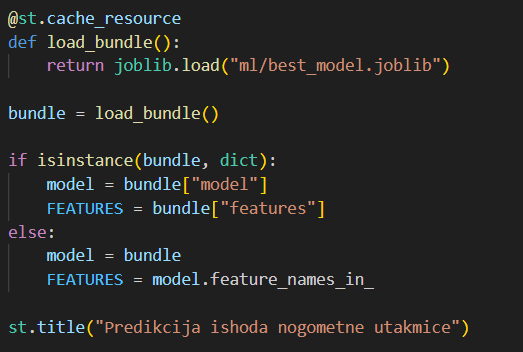 @st.cache_resource
def load_bundle():
    return joblib.load("ml/best_model.joblib")

bundle = load_bundle()

if isinstance(bundle, dict):
    model = bundle["model"]
    FEATURES = bundle["features"]
else:
    model = bundle
    FEATURES = model.feature_names_in_

st.title("Predikcija ishoda nogometne utakmice")